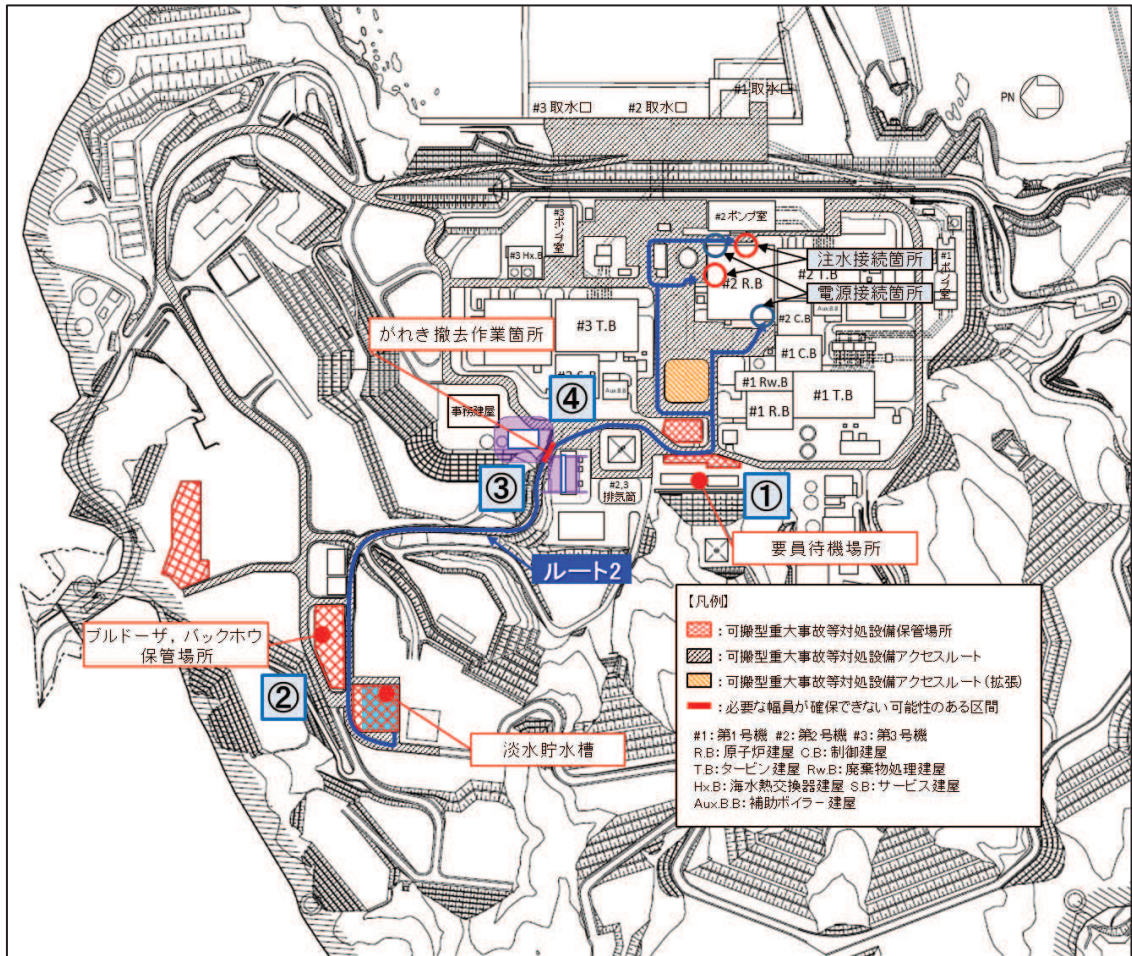 #3 取水口
#2 取水口
#1 取水口
PN
#2 ポンプ室
#3 ポンプ室
#3 Hx.B
#1 ポンプ室
注水接続箇所
#2 R.B
#2 T.B
電源接続箇所
#2 C.B
Aux.B.B
がれき撤去作業箇所
#3 T.B
#1 C.B
④
Aux.B.B
#1 Rw.B
#1 T.B
#1 R.B
事務建屋
③
#2,3
排気筒
①
要員待機場所
ルート2
ブルドーザ, バックホウ
保管場所
②
淡水貯水槽
【凡例】
:可搬型重大事故等対処設備保管場所
:可搬型重大事故等対処設備アクセスルート
:可搬型重大事故等対処設備アクセスルート(拡張)
:必要な幅員が確保できない可能性のある区間
#1:第1号機 #2:第2号機 #3:第3号機
R.B:原子炉建屋 C.B:制御建屋
T.B:タービン建屋 Rw.B:廃棄物処理建屋
Hx.B:海水熱交換器建屋 S.B:サービス建屋
Aux.B.B:補助ボイラー建屋